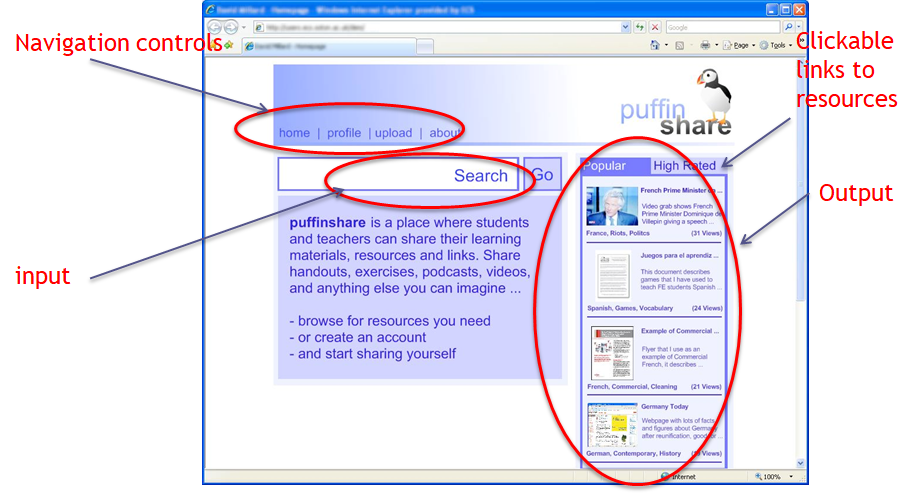 David Millard - Homepage - Windows Internet Explorer provided by ECS
Google
David Millard - Homepage
Page
Tools
Navigation controls
Clickable
links to
resources
puffin
share
home | profile | upload | about
Search
Go
Popular
High Rated
Output
input
puffinshare is a place where students
and teachers can share their learning
materials, resources and links. Share
handouts, exercises, podcasts, videos,
and anything else you can imagine ...
- browse for resources you need
- or create an account
- and start sharing yourself
French Prime Minister de ...
Video grab shows French
Prime Minister Dominique de
Villepin giving a speech ...
France, Riots, Politcs (31 Views)
Juegos para el aprendiz ...
This document describes
games that I have used to
teach FE students Spanish ...
Spanish, Games, Vocabulary (24 Views)
Example of Commercial ...
Flyer that I use as an
example of Commercial
French, it describes ...
French, Commercial, Cleaning (21 Views)
Germany Today
Webpage with lots of facts
and figures about Germany
after reunification, good for ...
German, Contemporary, History Views)
Internet
100%